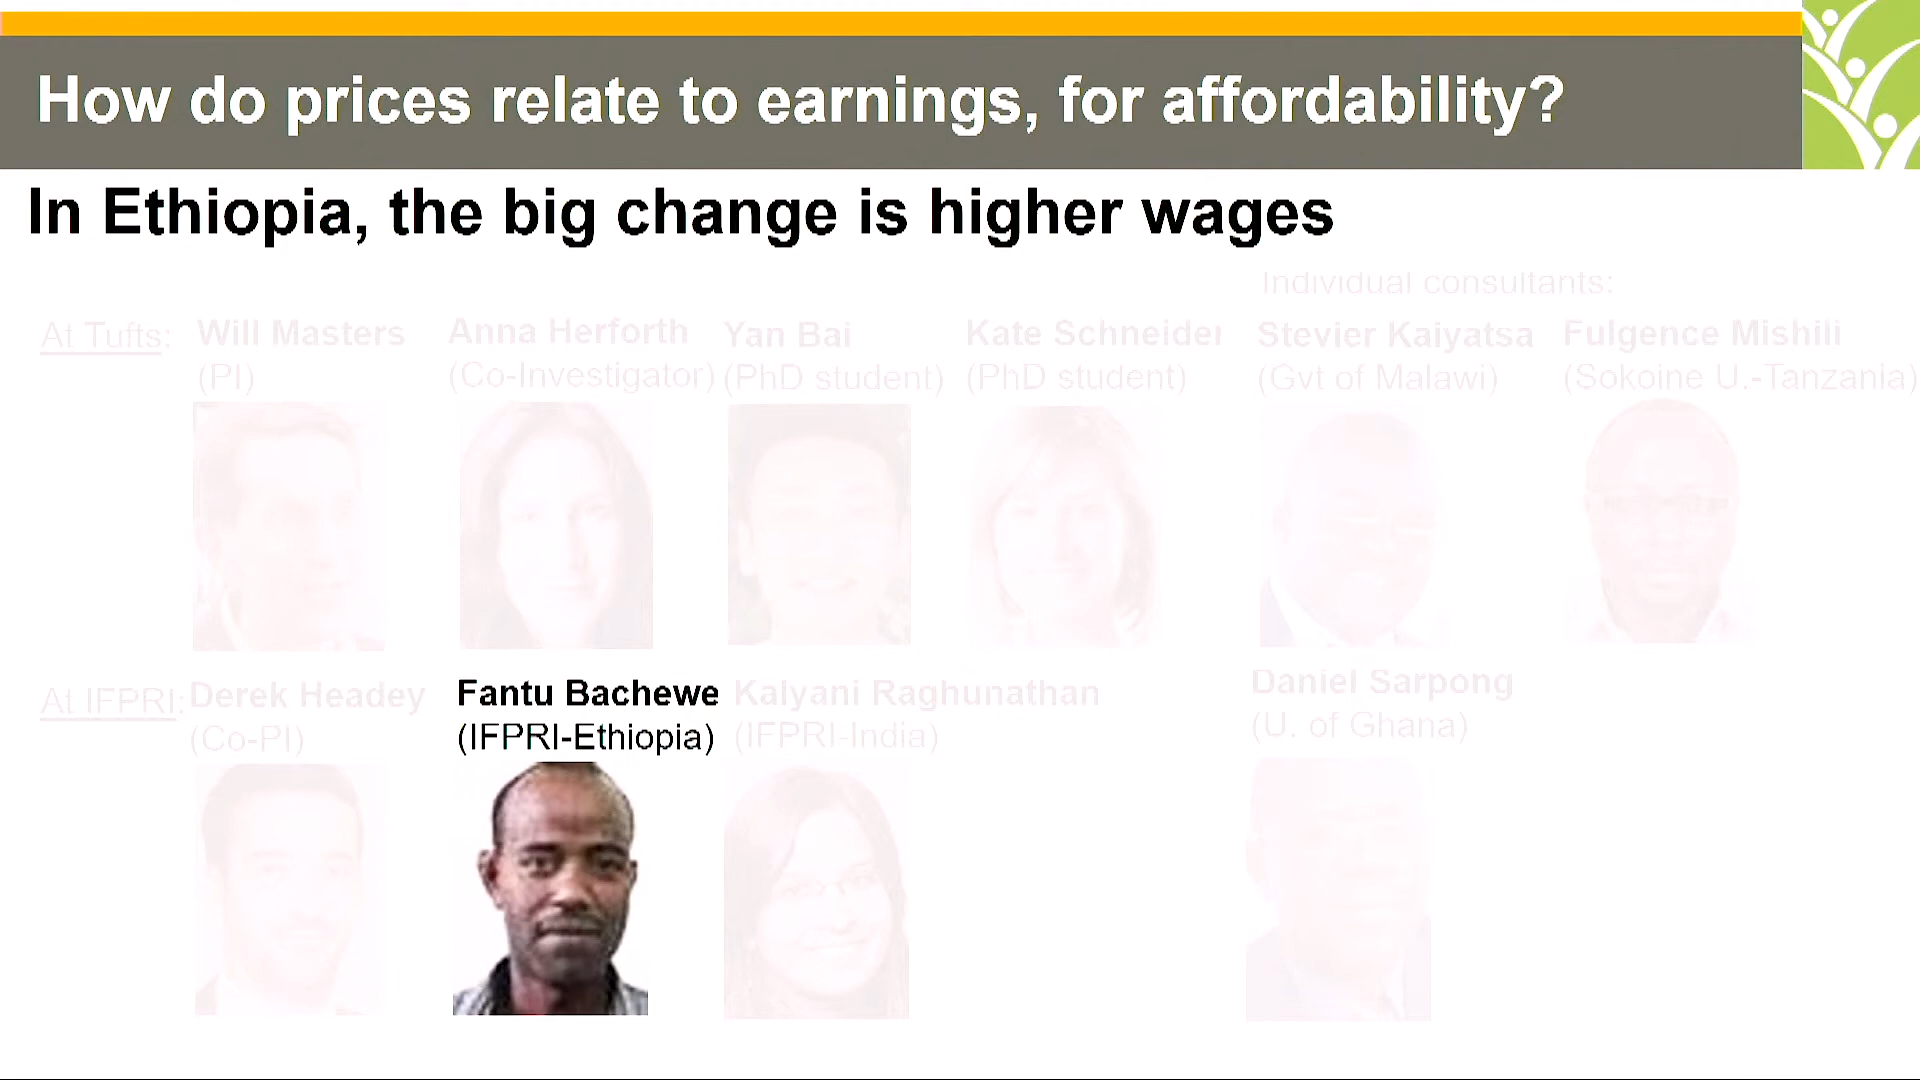 How do prices relate to earnings, for affordability?
In Ethiopia, the big change is higher wages
Individual consultants:
At Tufts: Will Masters Anna Herforth Yan Bai Kate Schneider Stevier Kaiyatsa Fulgence Mishili
(PI) (Co-Investigator) (PhD student) (PhD student) (Gvt of Malawi) (Sokoine U.-Tanzania)
At IFPRI: Derek Headey Fantu Bachewe Kalyani Raghunathan Daniel Sarpong
(Co-PI) (IFPRI-Ethiopia) (IFPRI-India) (U. of Ghana)